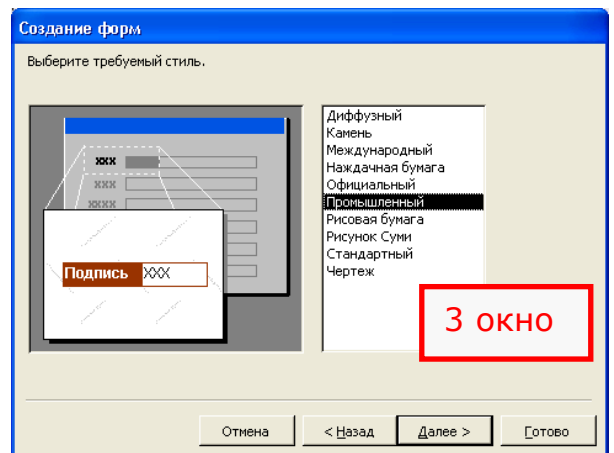 Создание форм
Выберите требуемый стиль.
xxx
xxx
xxxx
Подпись XXX
Диффузный
Камень
Международный
Наждачная бумага
Официальный
Промышленный
Рисовая бумага
Рисунок Суми
Стандартный
Чертеж
3 окно
Отмена < Назад Далее > Готово